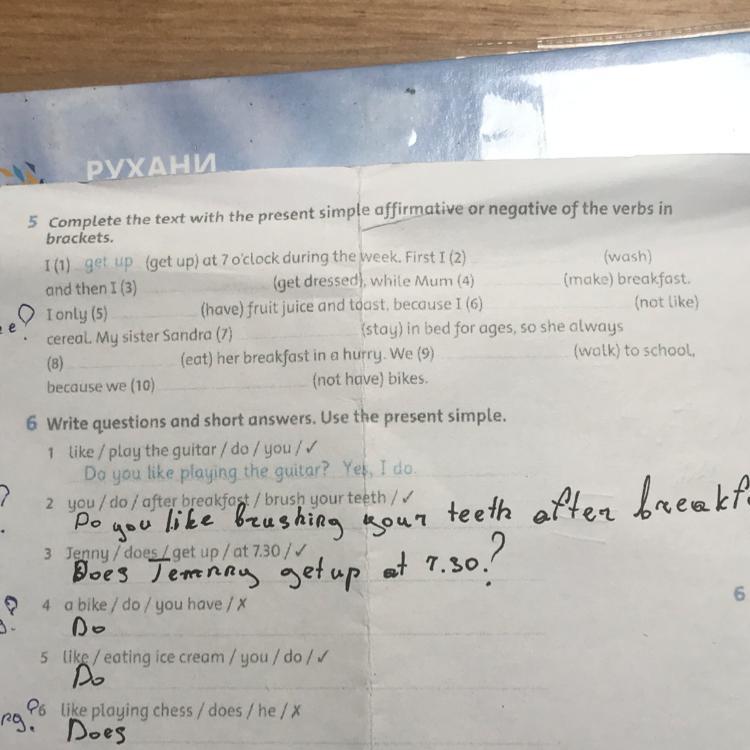 РУХАНИ
5 Complete the text with the present simple affirmative or negative of the verbs in
brackets.
I (1) get up (get up) at 7 o'clock during the week. First I (2) (wash)
and then I (3) (get dressed), while Mum (4) (make) breakfast.
I only (5) (have) fruit juice and toast, because I (6) (not like)
cereal. My sister Sandra (7) (stay) in bed for ages, so she always
(8) (eat) her breakfast in a hurry. We (9) (walk) to school,
because we (10) (not have) bikes.
6 Write questions and short answers. Use the present simple.
1 like / play the guitar / do / you / ✓
Do you like playing the guitar? Yes, I do.
2 you / do / after breakfast / brush your teeth / ✓
Do you like brushing your teeth after breakf
3 Jenny / does / get up / at 7.30 / ✓
Does Jemnny get up at 7.30.?
4 a bike / do / you have / ✗
Do
6
5 like / eating ice cream / you / do / ✓
Do
6 like playing chess / does / he / ✗
Does